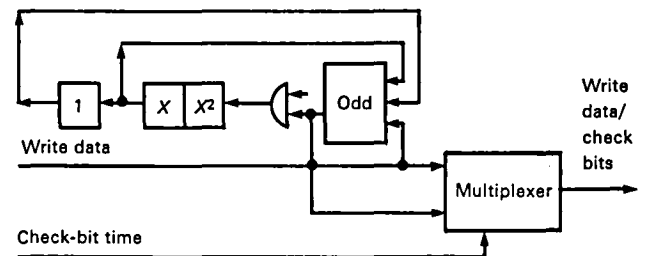 Odd
1
X
X²
Write data
Write
data/
check
bits
Multiplexer
Check-bit time